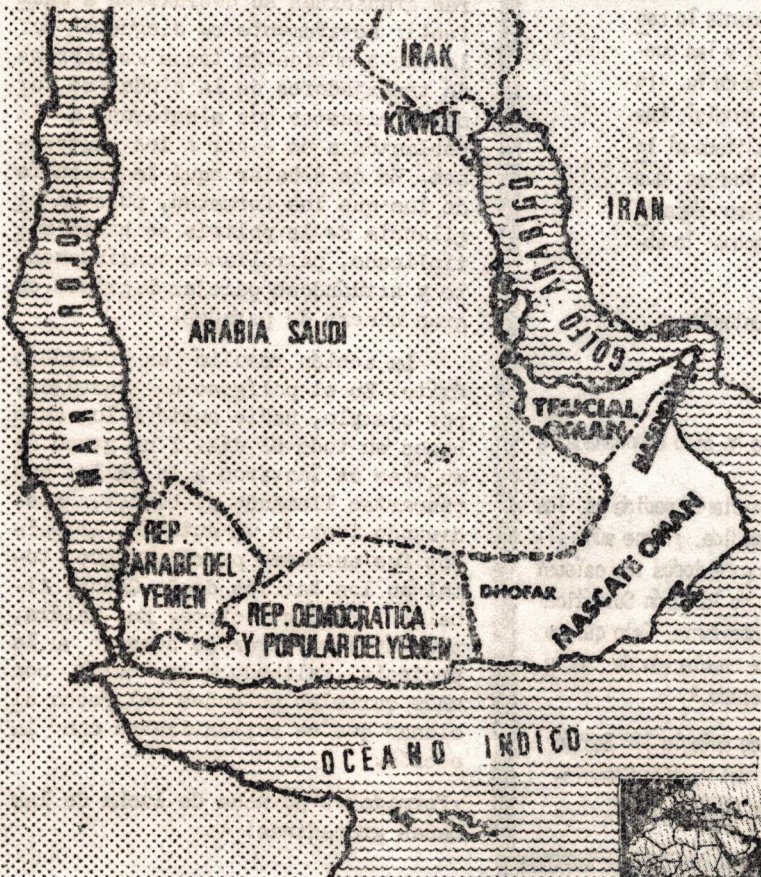 IRAK
KUWEIT
IRAN
GOLFO ARABIGO
MAR
ROJO
ARABIA SAUDI
TRUCIAL
OMAN
REP.
ARABE DEL
YEMEN
REP. DEMOCRATICA
Y POPULAR DEL YEMEN
DHOFAR
MASCATE OMAN
OCEANO INDICO